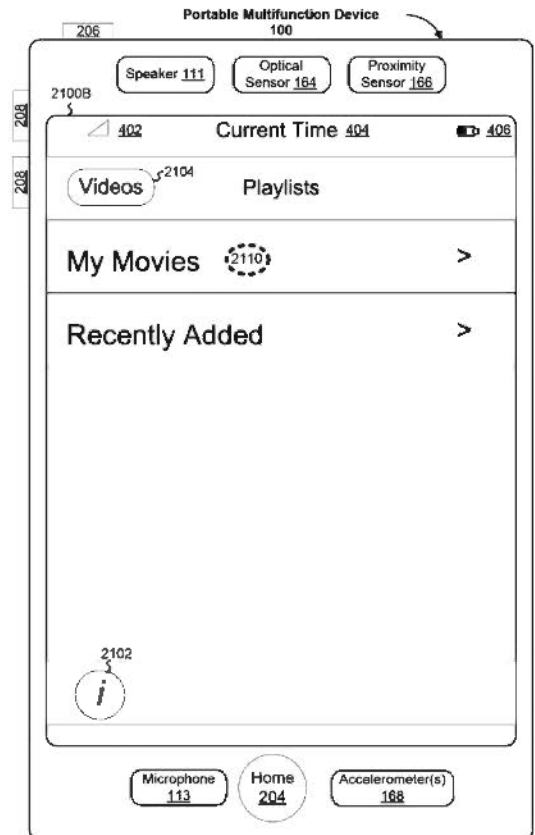 Portable Multifunction Device
100
206
Speaker 111
Optical
Sensor 164
Proximity
Sensor 166
2100B
208
208
402
Current Time 404
406
Videos
2104
Playlists
My Movies
2110
>
Recently Added
>
2102
i
Microphone
113
Home
204
Accelerometer(s)
168